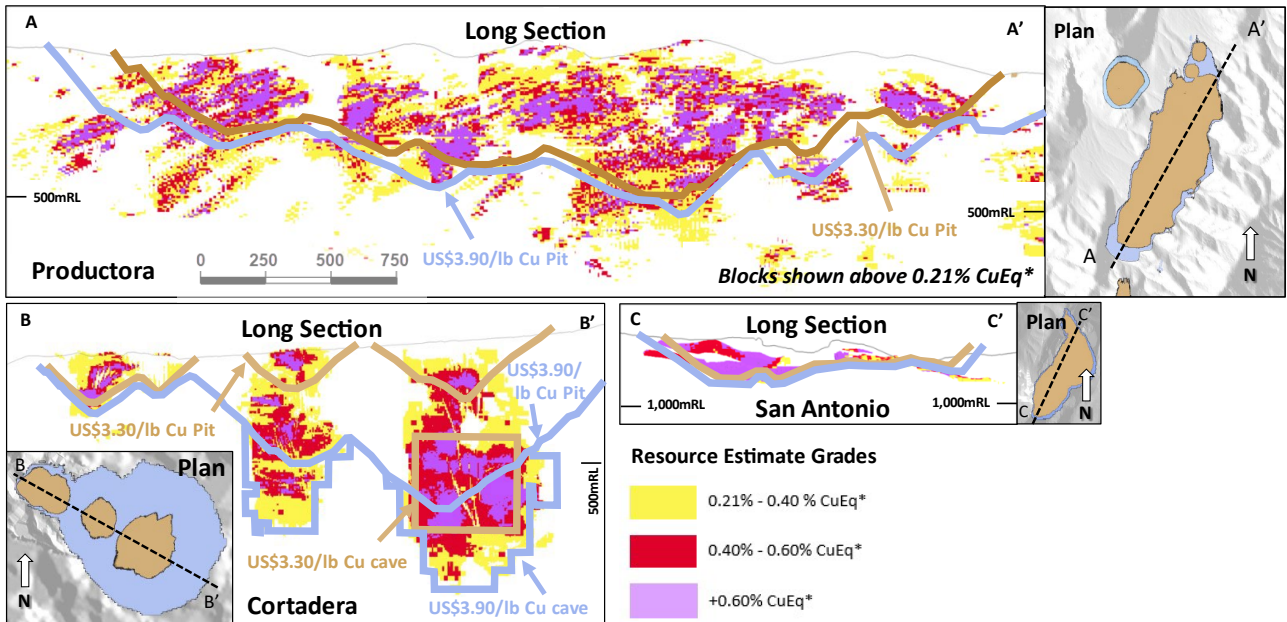 A
Long Section
A'
500mRL
500mRL
US$3.90/lb Cu Pit
US$3.30/lb Cu Pit
Productora
0 250 500 750
Blocks shown above 0.21% CuEq*
Plan
A'
A
N
B
Long Section
B'
US$3.90/
lb Cu Pit
US$3.30/lb Cu Pit
500mRL
US$3.30/lb Cu cave
US$3.90/lb Cu cave
Cortadera
Plan
B
B'
N
C
Long Section
C'
1,000mRL
1,000mRL
San Antonio
Plan
C'
C
N
Resource Estimate Grades
0.21% - 0.40 % CuEq*
0.40% - 0.60% CuEq*
+0.60% CuEq*